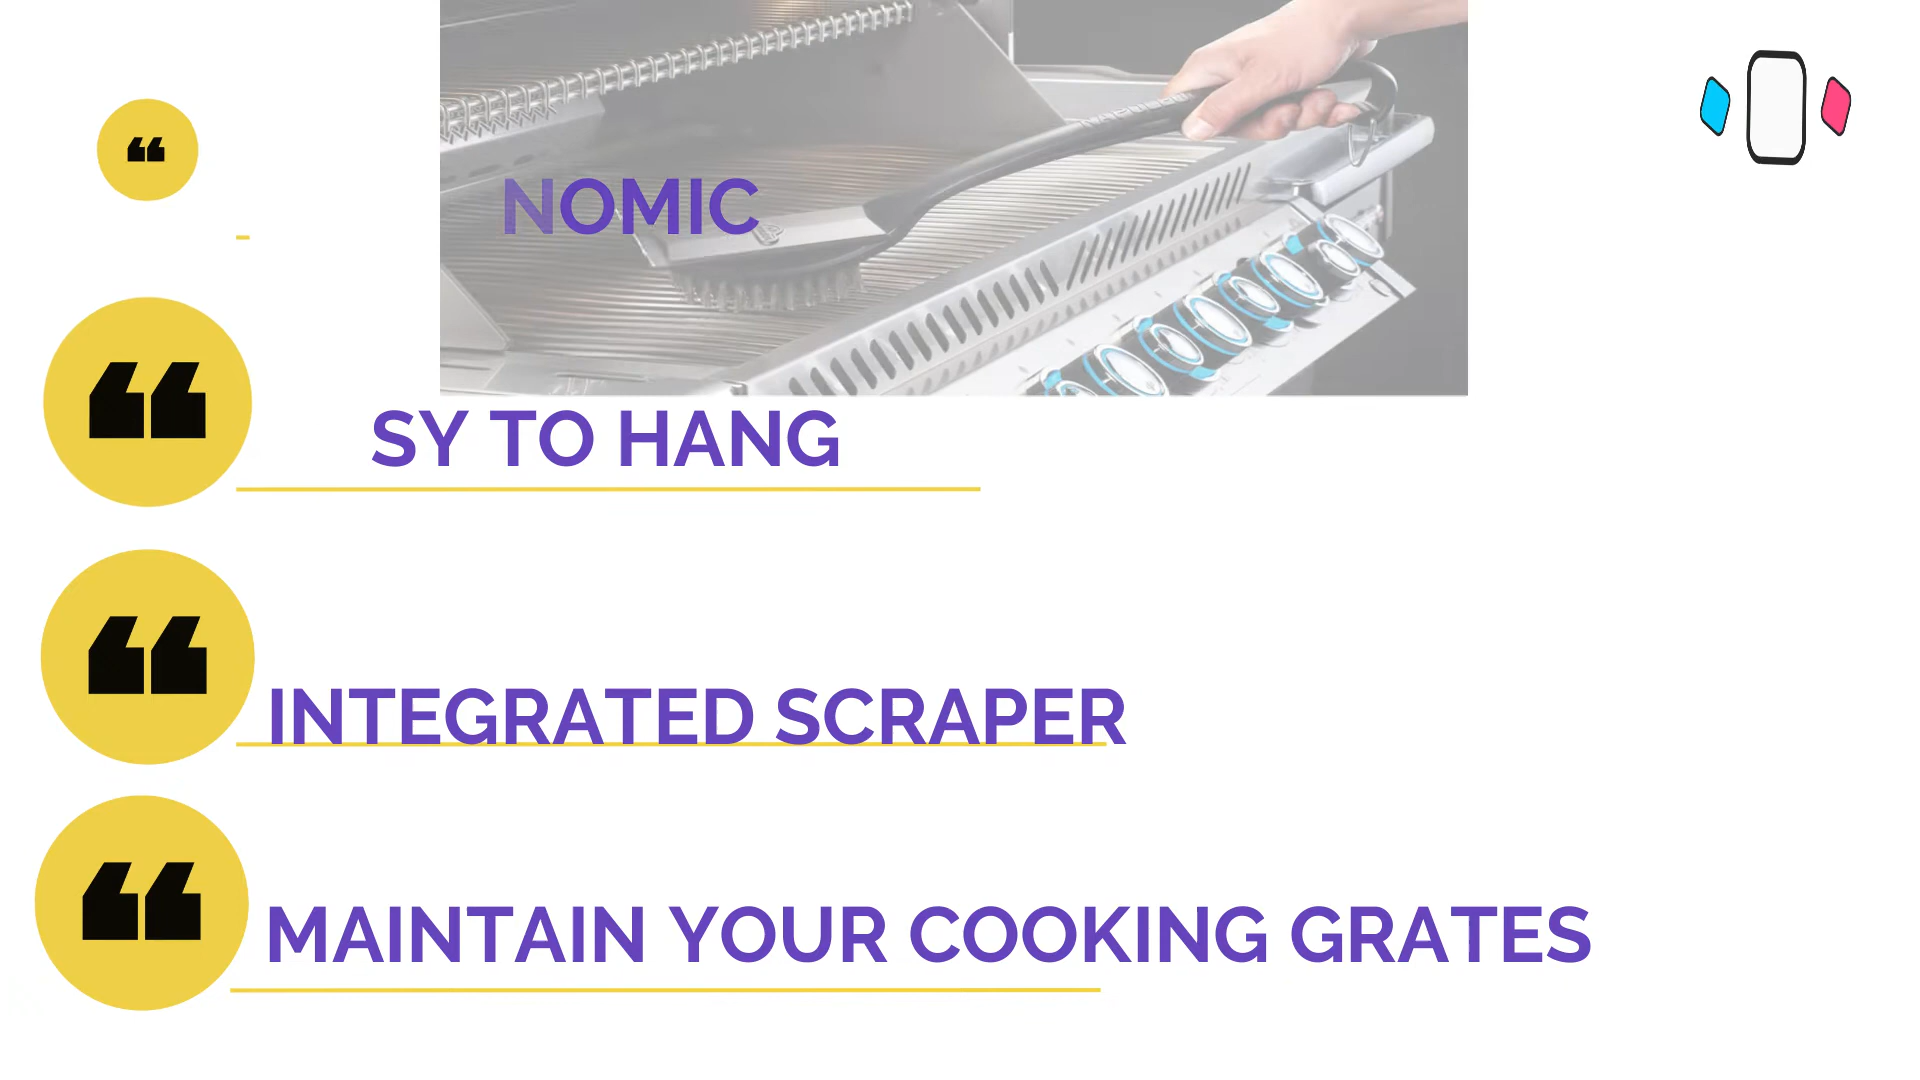 NOMIC
SY TO HANG
INTEGRATED SCRAPER
MAINTAIN YOUR COOKING GRATES